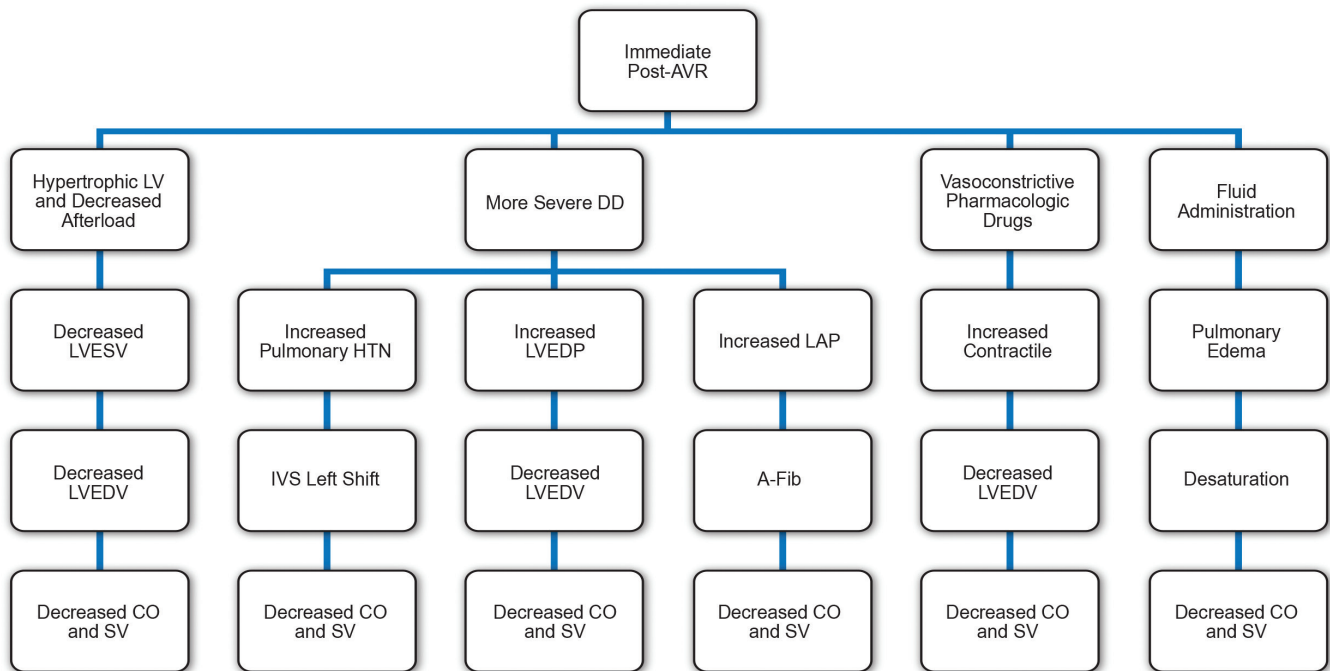 Immediate
Post-AVR
Hypertrophic LV
and Decreased
Afterload
More Severe DD
Vasoconstrictive
Pharmacologic
Drugs
Fluid
Administration
Decreased
LVESV
Increased
Pulmonary HTN
Increased
LVEDP
Increased LAP
Increased
Contractile
Pulmonary
Edema
Decreased
LVEDV
IVS Left Shift
Decreased
LVEDV
A-Fib
Decreased
LVEDV
Desaturation
Decreased CO
and SV
Decreased CO
and SV
Decreased CO
and SV
Decreased CO
and SV
Decreased CO
and SV
Decreased CO
and SV